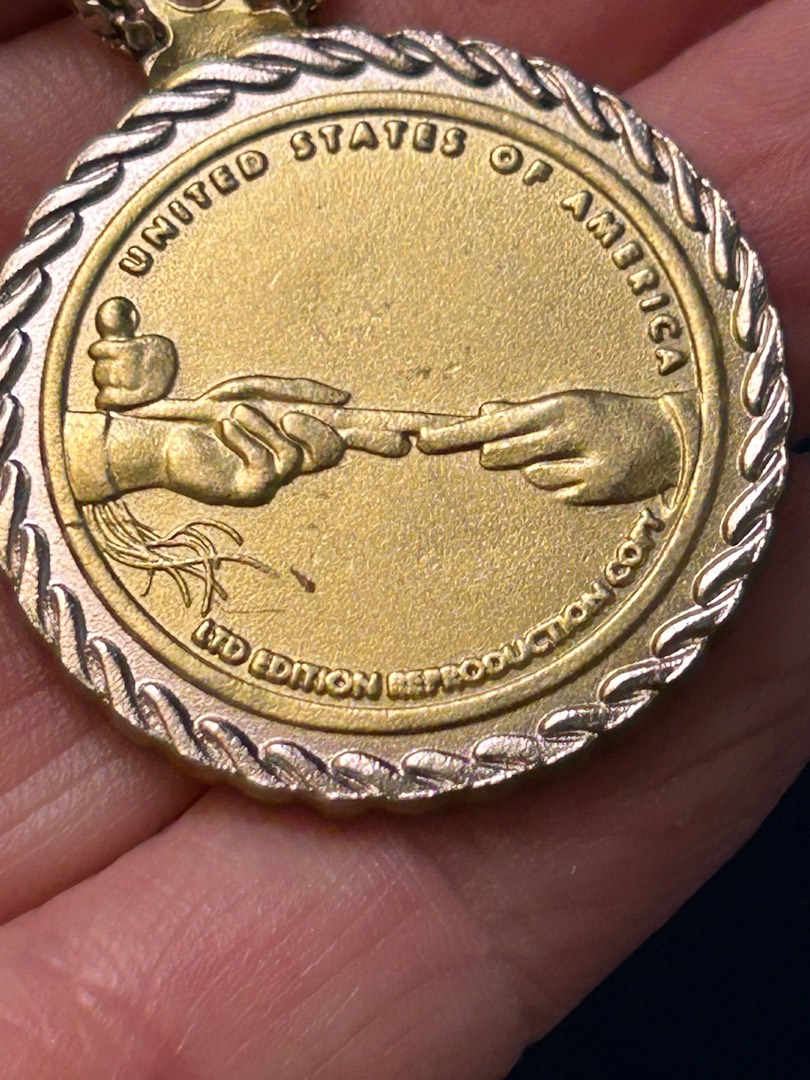 UNITED STATES OF AMERICA
LTD EDITION REPRODUCTION COPY